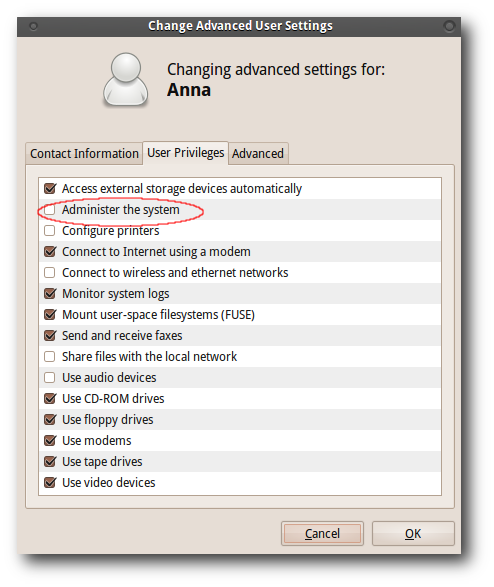 Change Advanced User Settings
Changing advanced settings for:
Anna
Contact Information User Privileges Advanced
Access external storage devices automatically
Administer the system
Configure printers
Connect to Internet using a modem
Connect to wireless and ethernet networks
Monitor system logs
Mount user-space filesystems (FUSE)
Send and receive faxes
Share files with the local network
Use audio devices
Use CD-ROM drives
Use floppy drives
Use modems
Use tape drives
Use video devices
Cancel OK